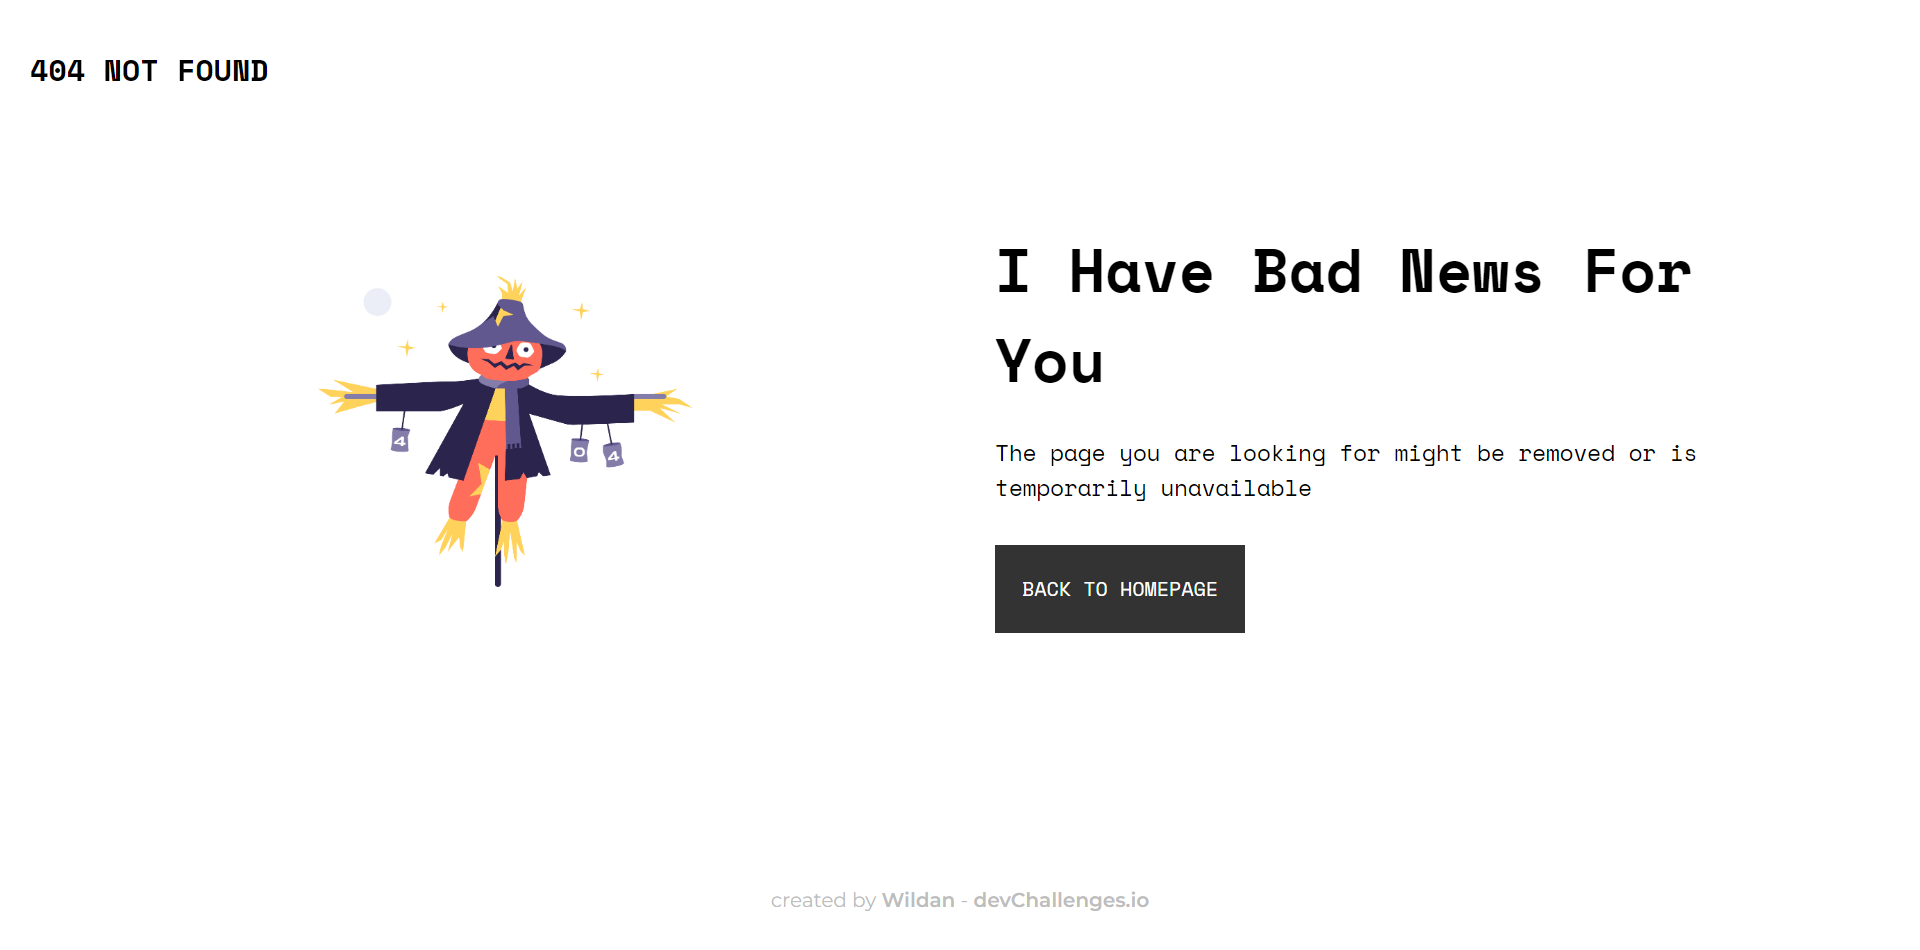 404 NOT FOUND
I Have Bad News For
You
The page you are looking for might be removed or is
temporarily unavailable
4
0
4
BACK TO HOMEPAGE
created by Wildan - devChallenges.io